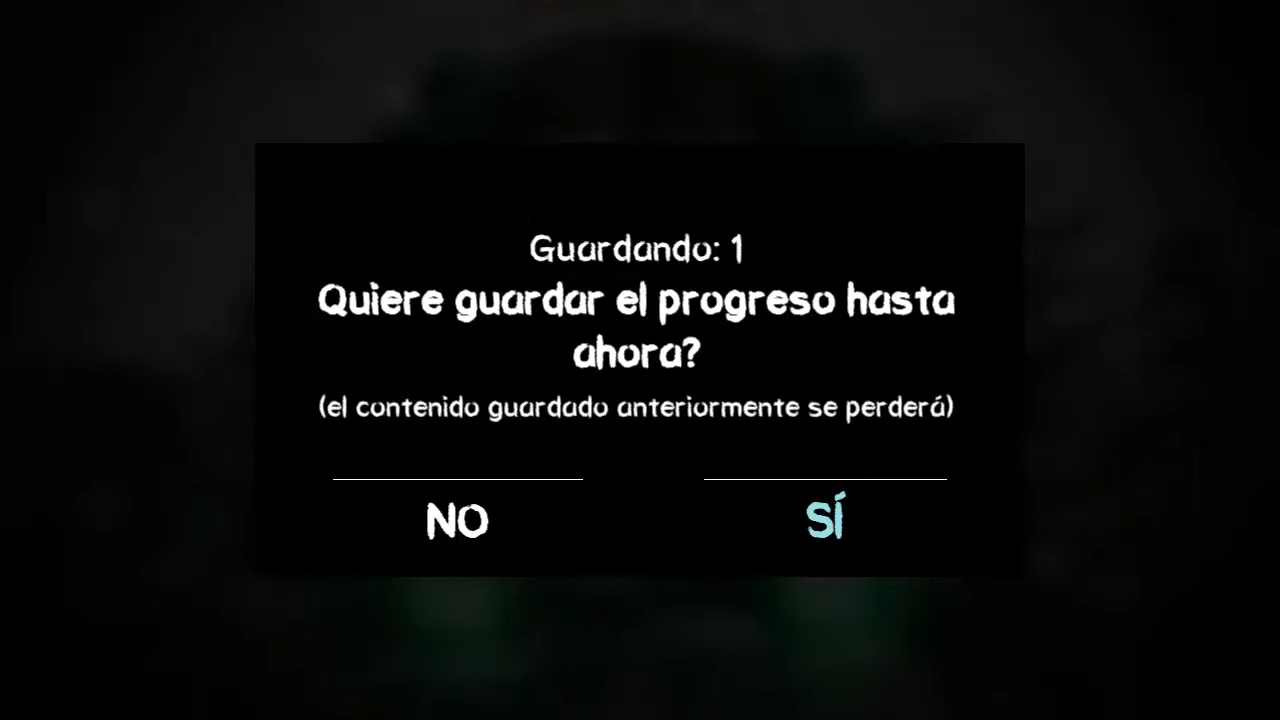 Guardando: 1
Quiere guardar el progreso hasta
ahora?
(el contenido guardado anteriormente se perderá)
NO
SÍ